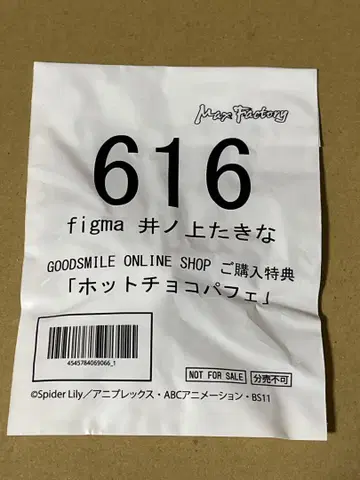 Max Factory
616
figma 井ノ上たきな
GOODSMILE ONLINE SHOP ご購入特典
「ホットチョコパフェ」
4545784069066_1
NOT FOR SALE 分売不可
©Spider Lily／アニプレックス・ABCアニメーション・BS11